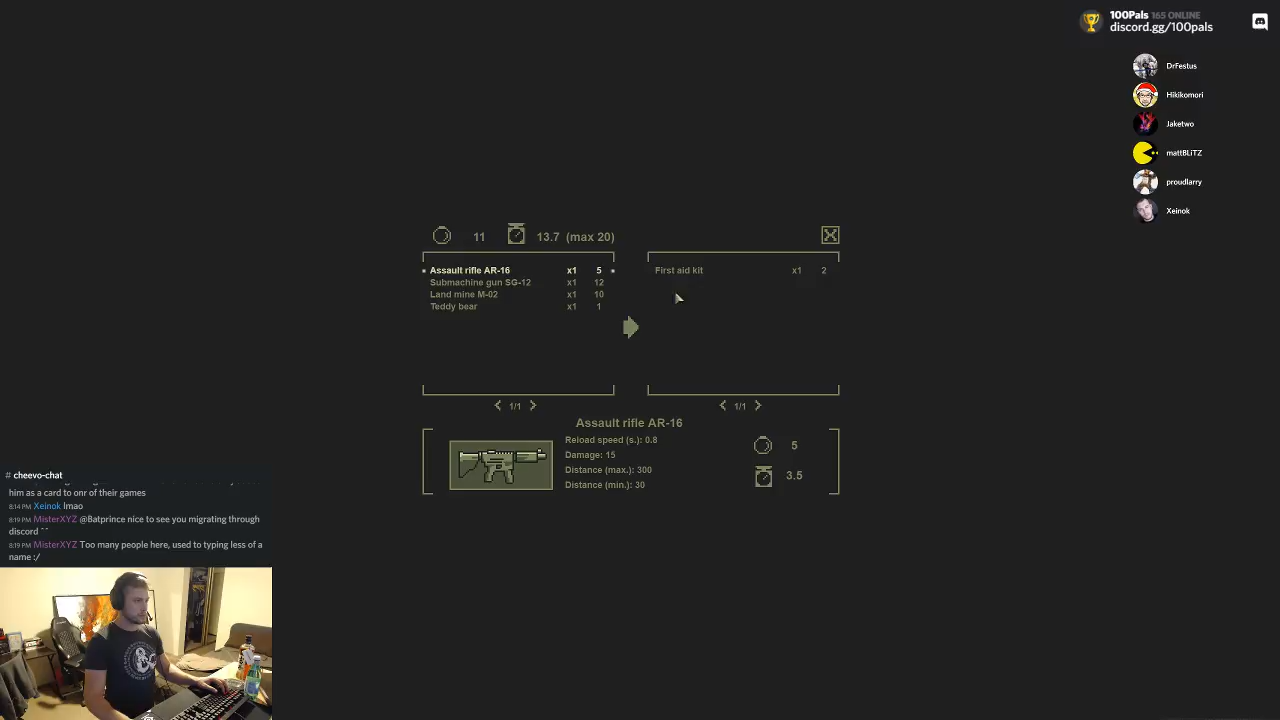 100Pals 165 ONLINE
discord.gg/100pals
DrFestus
Hikikomori
Jaketwo
mattBLiTZ
proudlarry
Xeinok
11 13.7 (max 20)
Assault rifle AR-16 x1 5
Submachine gun SG-12 x1 12
Land mine M-02 x1 10
Teddy bear x1 1
First aid kit x1 2
< 1/1 >
< 1/1 >
Assault rifle AR-16
Reload speed (s.): 0.8
Damage: 15
Distance (max.): 300
Distance (min.): 30
5
3.5
# cheevo-chat
him as a card to onr of their games
8:14 PM Xeinok lmao
8:19 PM MisterXYZ @Batprince nice to see you migrating through
discord ^^
8:19 PM MisterXYZ Too many people here, used to typing less of a
name :/